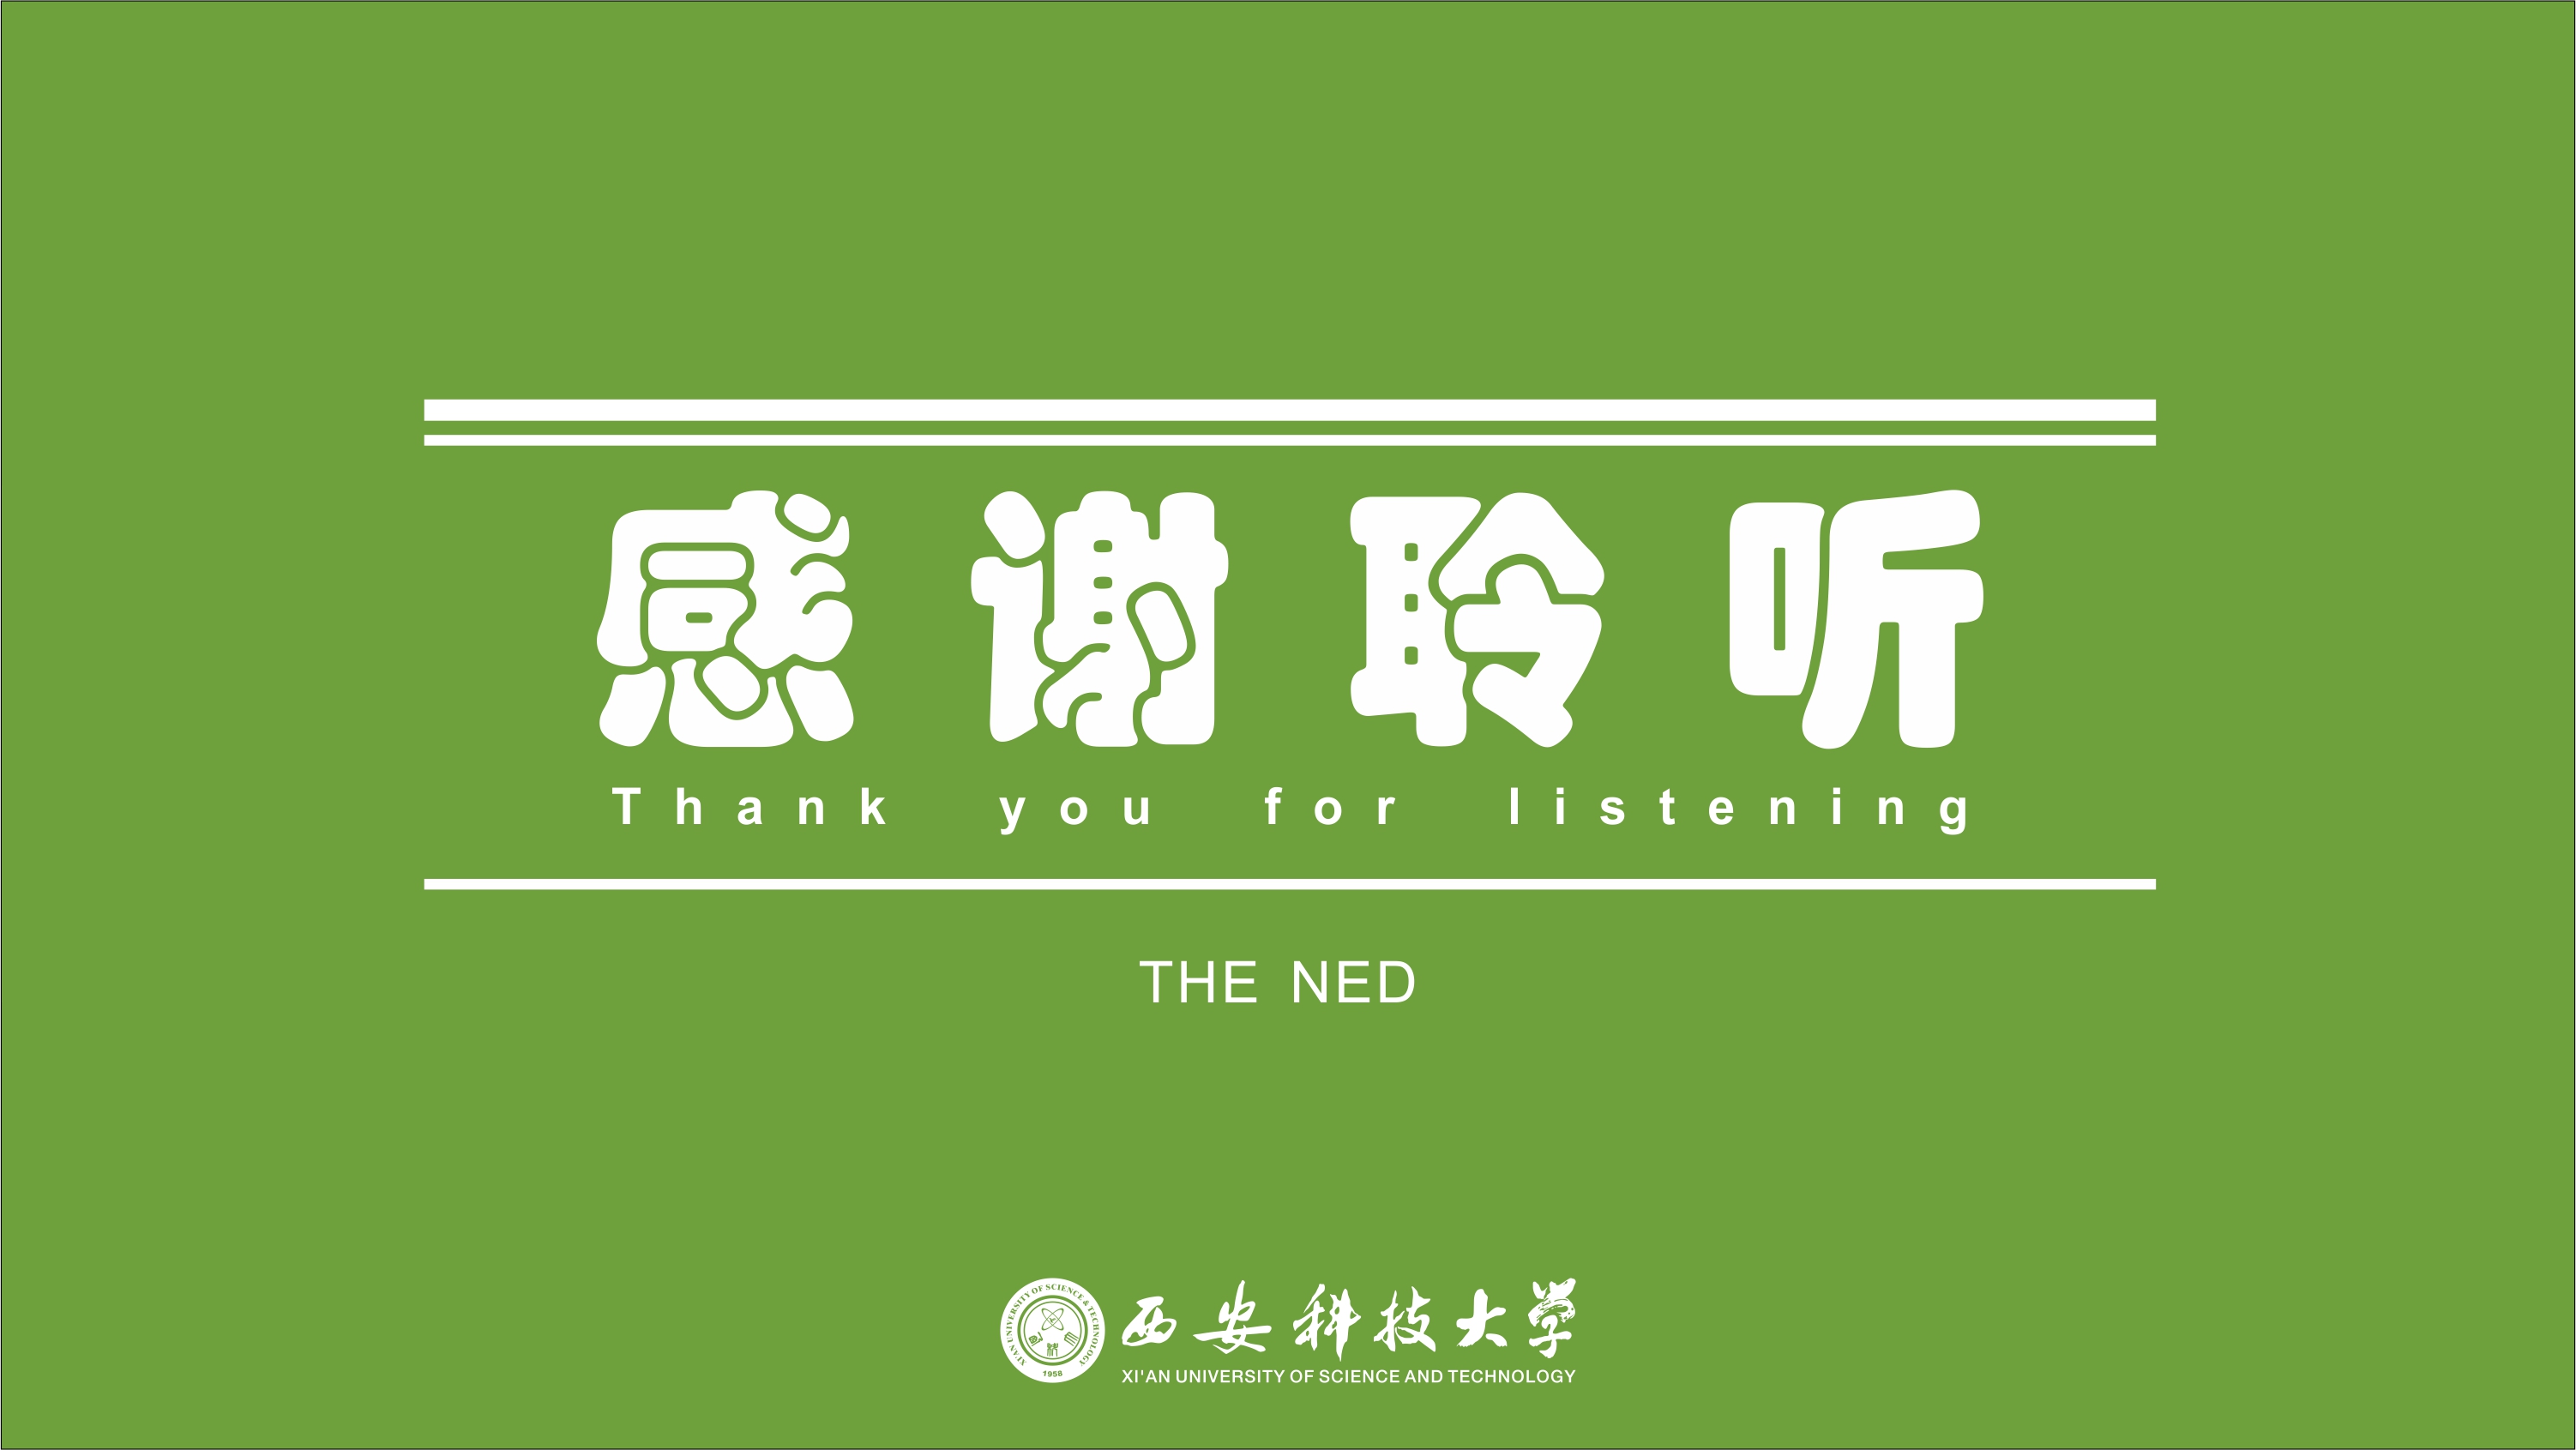 感谢聆听
Thank you for listening
THE NED
西安科技大学
XI'AN UNIVERSITY OF SCIENCE AND TECHNOLOGY
XI'AN UNIVERSITY OF SCIENCE & TECHNOLOGY
1958